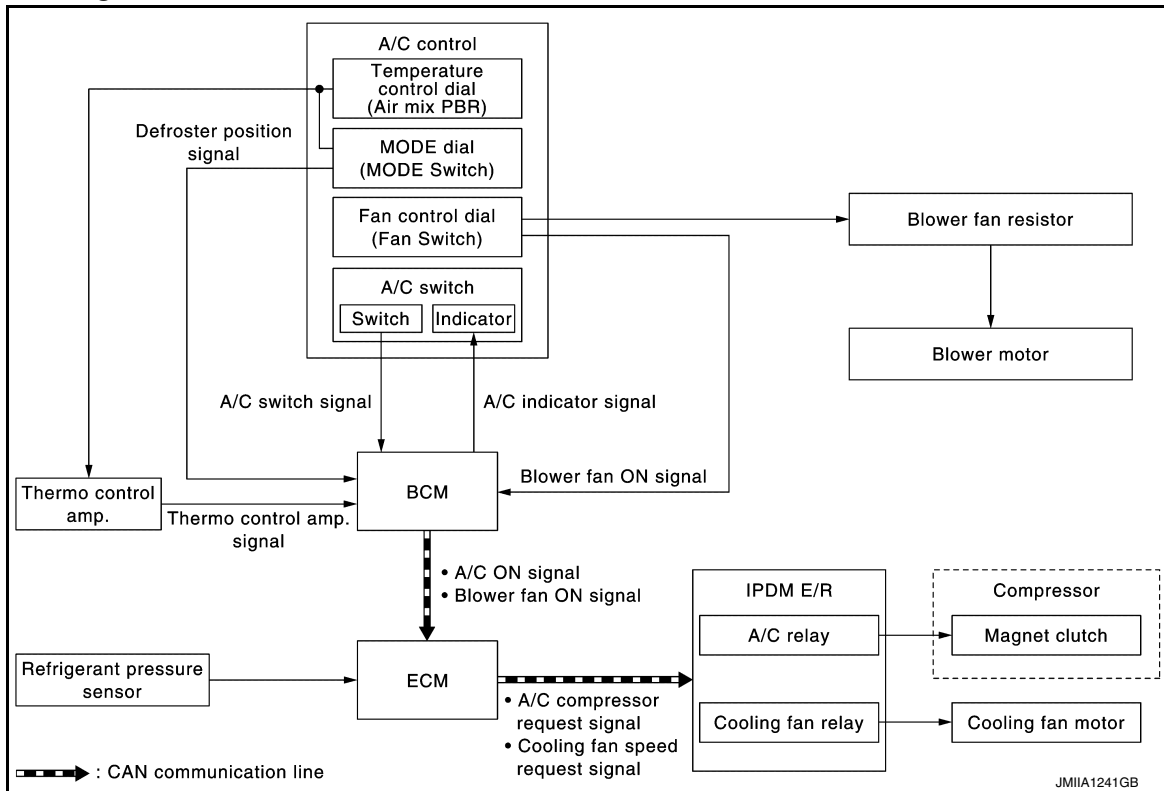 A/C control
Temperature
control dial
(Air mix PBR)
Defroster position
signal
MODE dial
(MODE Switch)
Fan control dial
(Fan Switch)
Blower fan resistor
A/C switch
Switch
Indicator
Blower motor
A/C switch signal
A/C indicator signal
Blower fan ON signal
BCM
Thermo control
amp.
Thermo control amp.
signal
• A/C ON signal
• Blower fan ON signal
IPDM E/R
Compressor
A/C relay
Magnet clutch
Refrigerant pressure
sensor
ECM
• A/C compressor
request signal
• Cooling fan speed
request signal
Cooling fan relay
Cooling fan motor
: CAN communication line
JMIIA1241GB